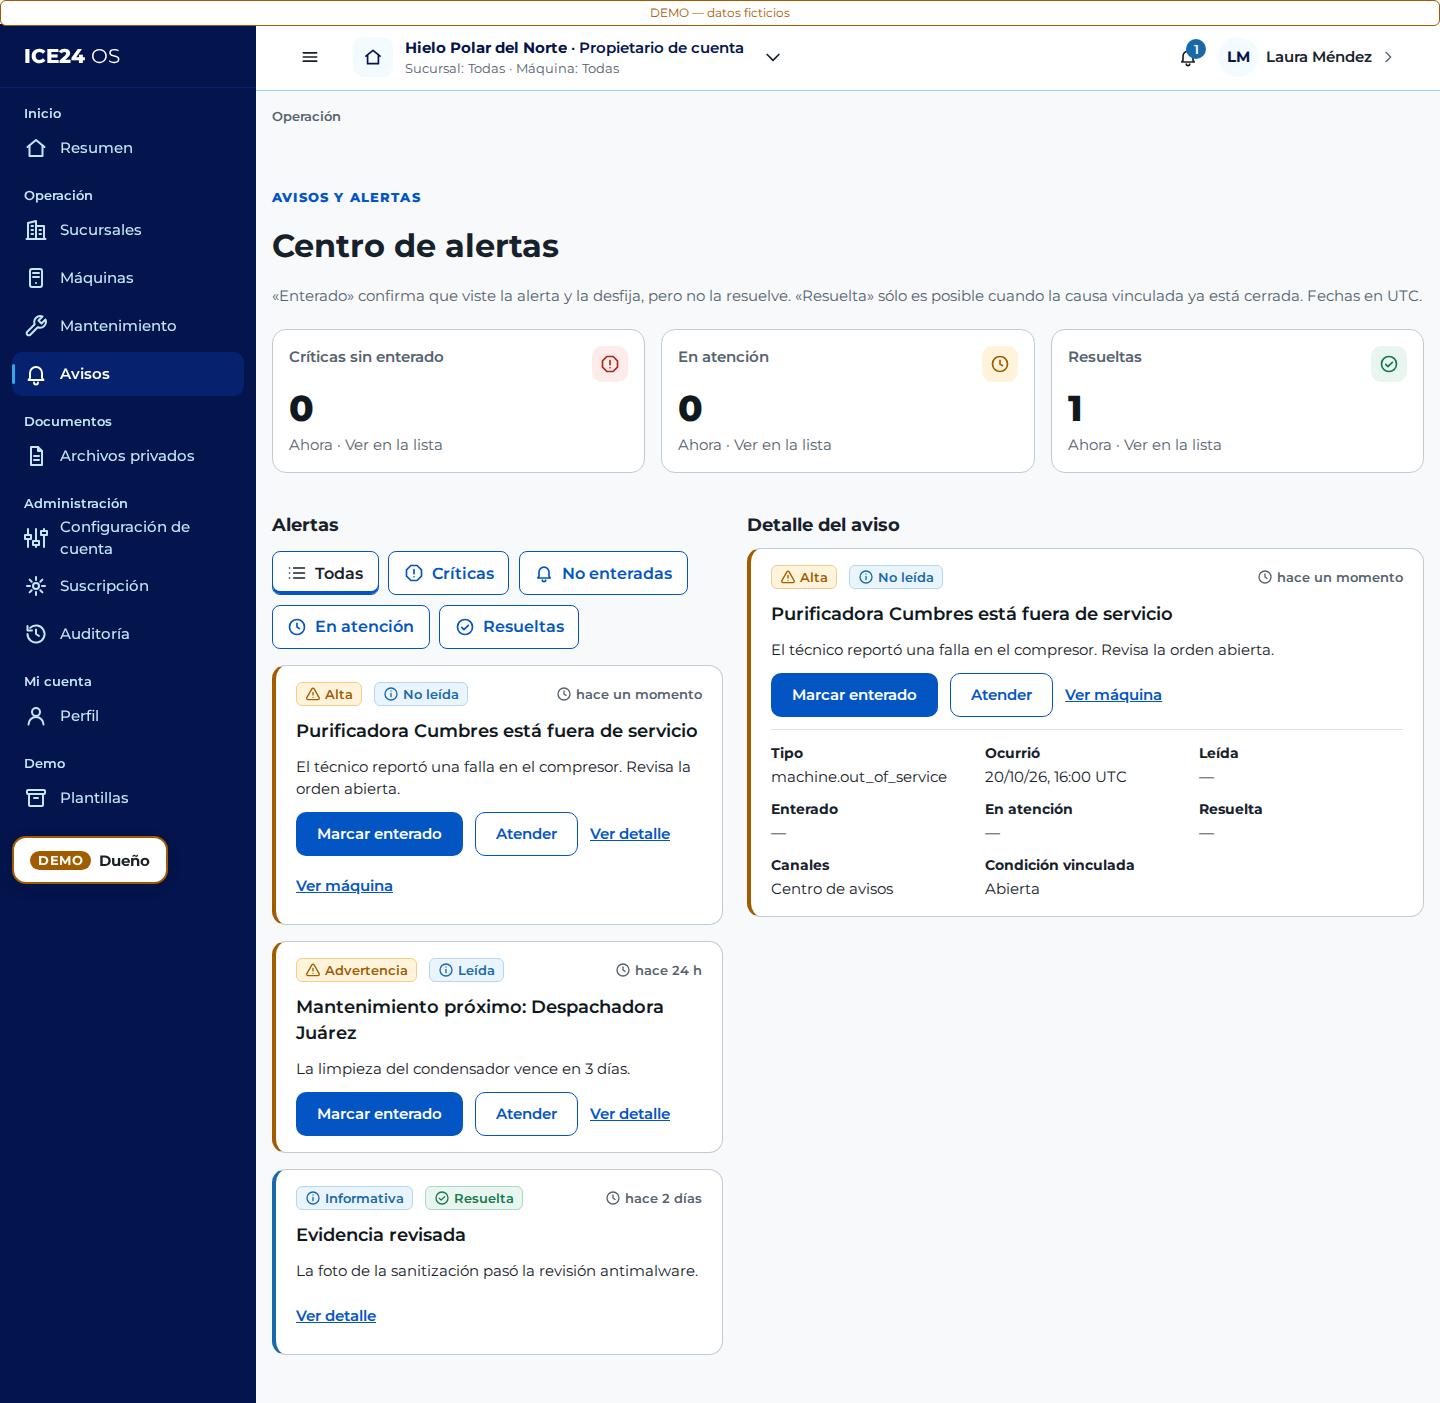 DEMO — datos ficticios
ICE24 OS
Inicio
Resumen
Operación
Sucursales
Máquinas
Mantenimiento
Avisos
Documentos
Archivos privados
Administración
Configuración de
cuenta
Suscripción
Auditoría
Mi cuenta
Perfil
Demo
Plantillas
DEMO Dueño
Hielo Polar del Norte · Propietario de cuenta
Sucursal: Todas · Máquina: Todas
1
LM Laura Méndez
Operación
AVISOS Y ALERTAS
Centro de alertas
«Enterado» confirma que viste la alerta y la desfija, pero no la resuelve. «Resuelta» sólo es posible cuando la causa vinculada ya está cerrada. Fechas en UTC.
Críticas sin enterado
0
Ahora · Ver en la lista
En atención
0
Ahora · Ver en la lista
Resueltas
1
Ahora · Ver en la lista
Alertas
Todas Críticas No enteradas
En atención Resueltas
Alta No leída hace un momento
Purificadora Cumbres está fuera de servicio
El técnico reportó una falla en el compresor. Revisa la
orden abierta.
Marcar enterado Atender Ver detalle
Ver máquina
Advertencia Leída hace 24 h
Mantenimiento próximo: Despachadora
Juárez
La limpieza del condensador vence en 3 días.
Marcar enterado Atender Ver detalle
Informativa Resuelta hace 2 días
Evidencia revisada
La foto de la sanitización pasó la revisión antimalware.
Ver detalle
Detalle del aviso
Alta No leída hace un momento
Purificadora Cumbres está fuera de servicio
El técnico reportó una falla en el compresor. Revisa la orden abierta.
Marcar enterado Atender Ver máquina
Tipo Ocurrió Leída
machine.out_of_service 20/10/26, 16:00 UTC —
Enterado En atención Resuelta
— — —
Canales Condición vinculada
Centro de avisos Abierta